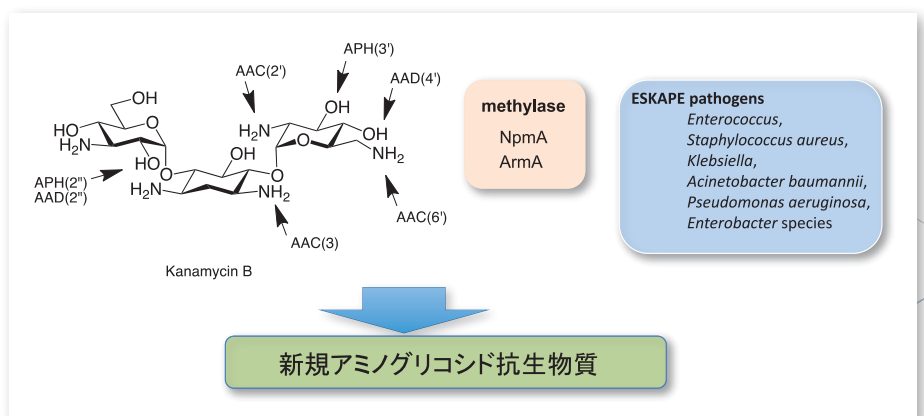 APH(3')
AAC(2')
AAD(4')
OH
OH
H₂N
OH
HO
O
O
OH
H₂N
NH₂
HO
OH
O
O
APH(2")
AAD(2")
H₂N
NH₂
AAC(6')
AAC(3)
Kanamycin B
methylase
NpmA
ArmA
ESKAPE pathogens
Enterococcus,
Staphylococcus aureus,
Klebsiella,
Acinetobacter baumannii,
Pseudomonas aeruginosa,
Enterobacter species
新規アミノグリコシド抗生物質